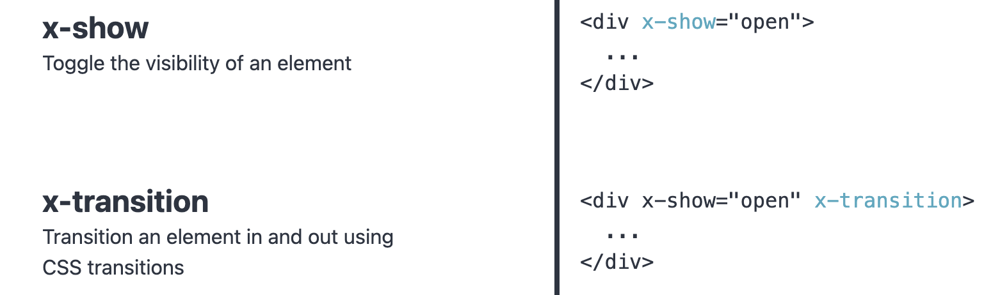 x-show
Toggle the visibility of an element
<div x-show="open">
  ...
</div>
x-transition
Transition an element in and out using
CSS transitions
<div x-show="open" x-transition>
  ...
</div>